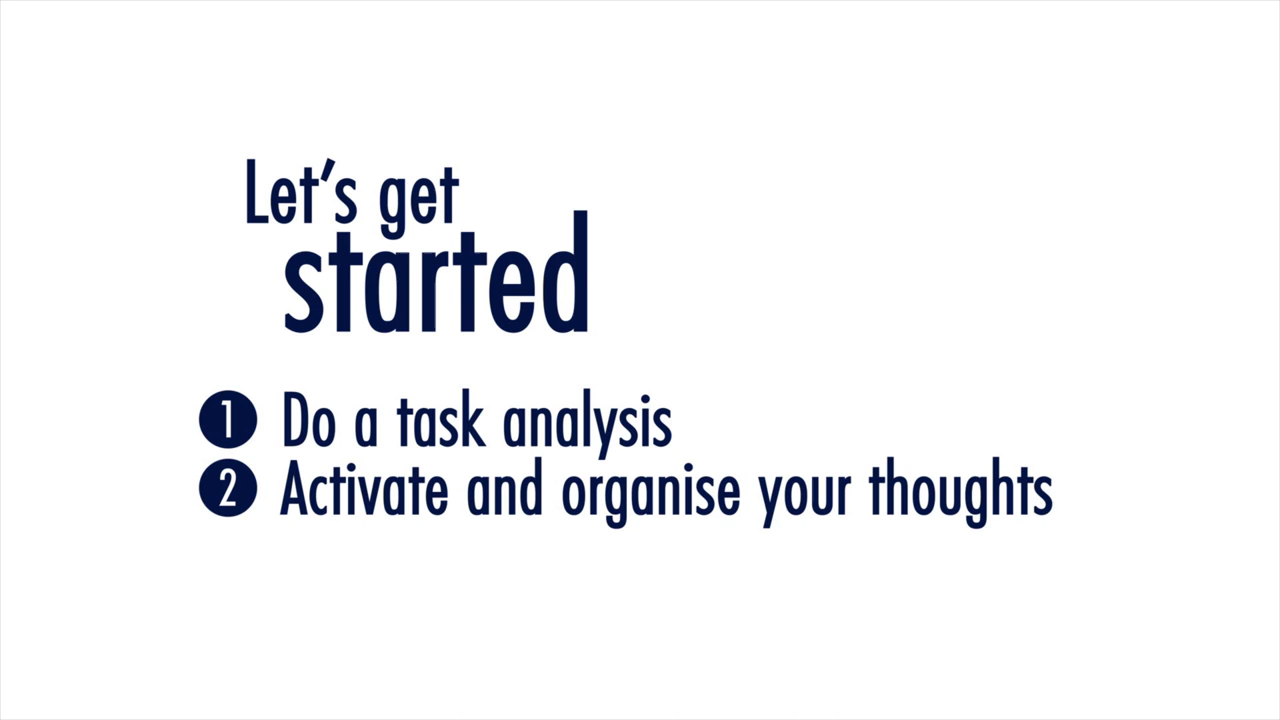 Let's get
started
1 Do a task analysis
2 Activate and organise your thoughts